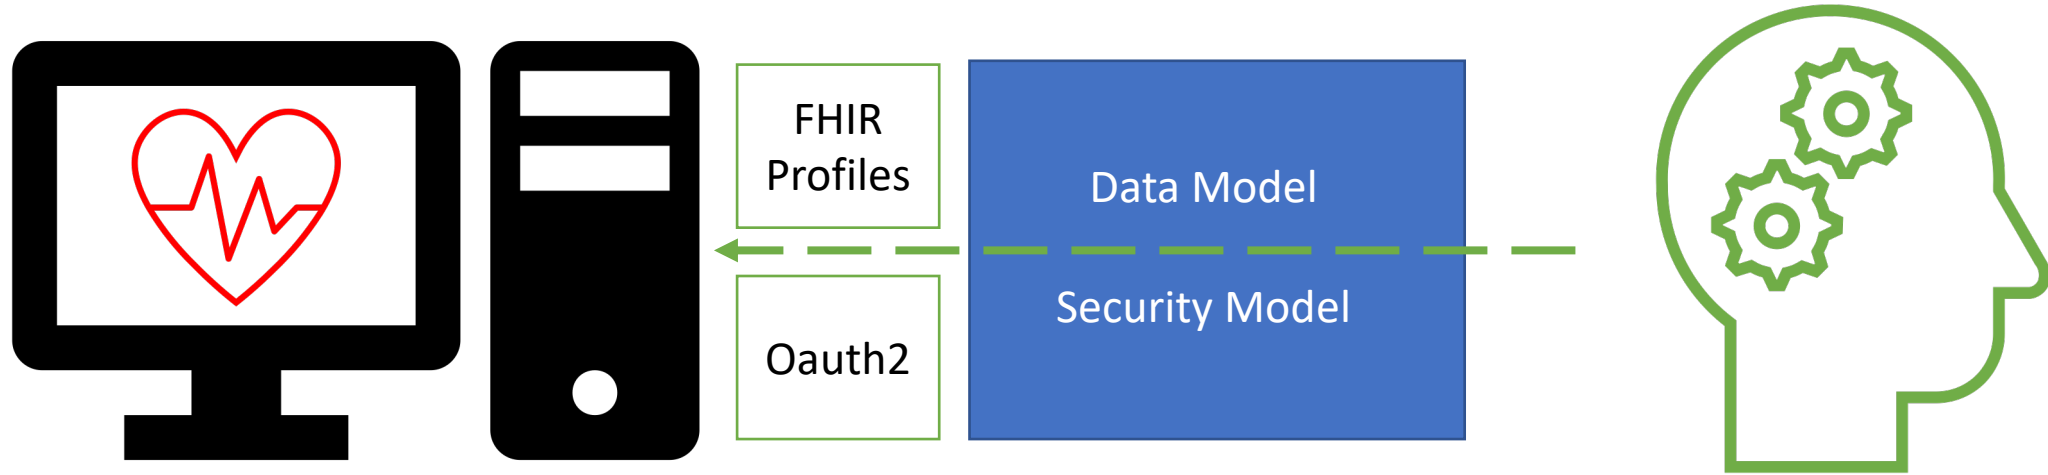 FHIR
Profiles
Data Model
Security Model
Oauth2